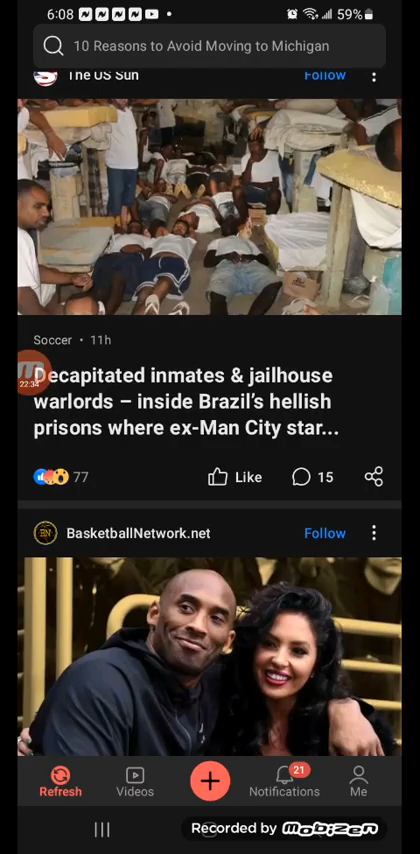 6:08
59%
10 Reasons to Avoid Moving to Michigan
The US Sun
Follow
Soccer • 11h
22:34
Decapitated inmates & jailhouse
warlords – inside Brazil's hellish
prisons where ex-Man City star...
77
Like
15
BasketballNetwork.net
Follow
21
Refresh
Videos
Notifications
Me
Recorded by Mobizen